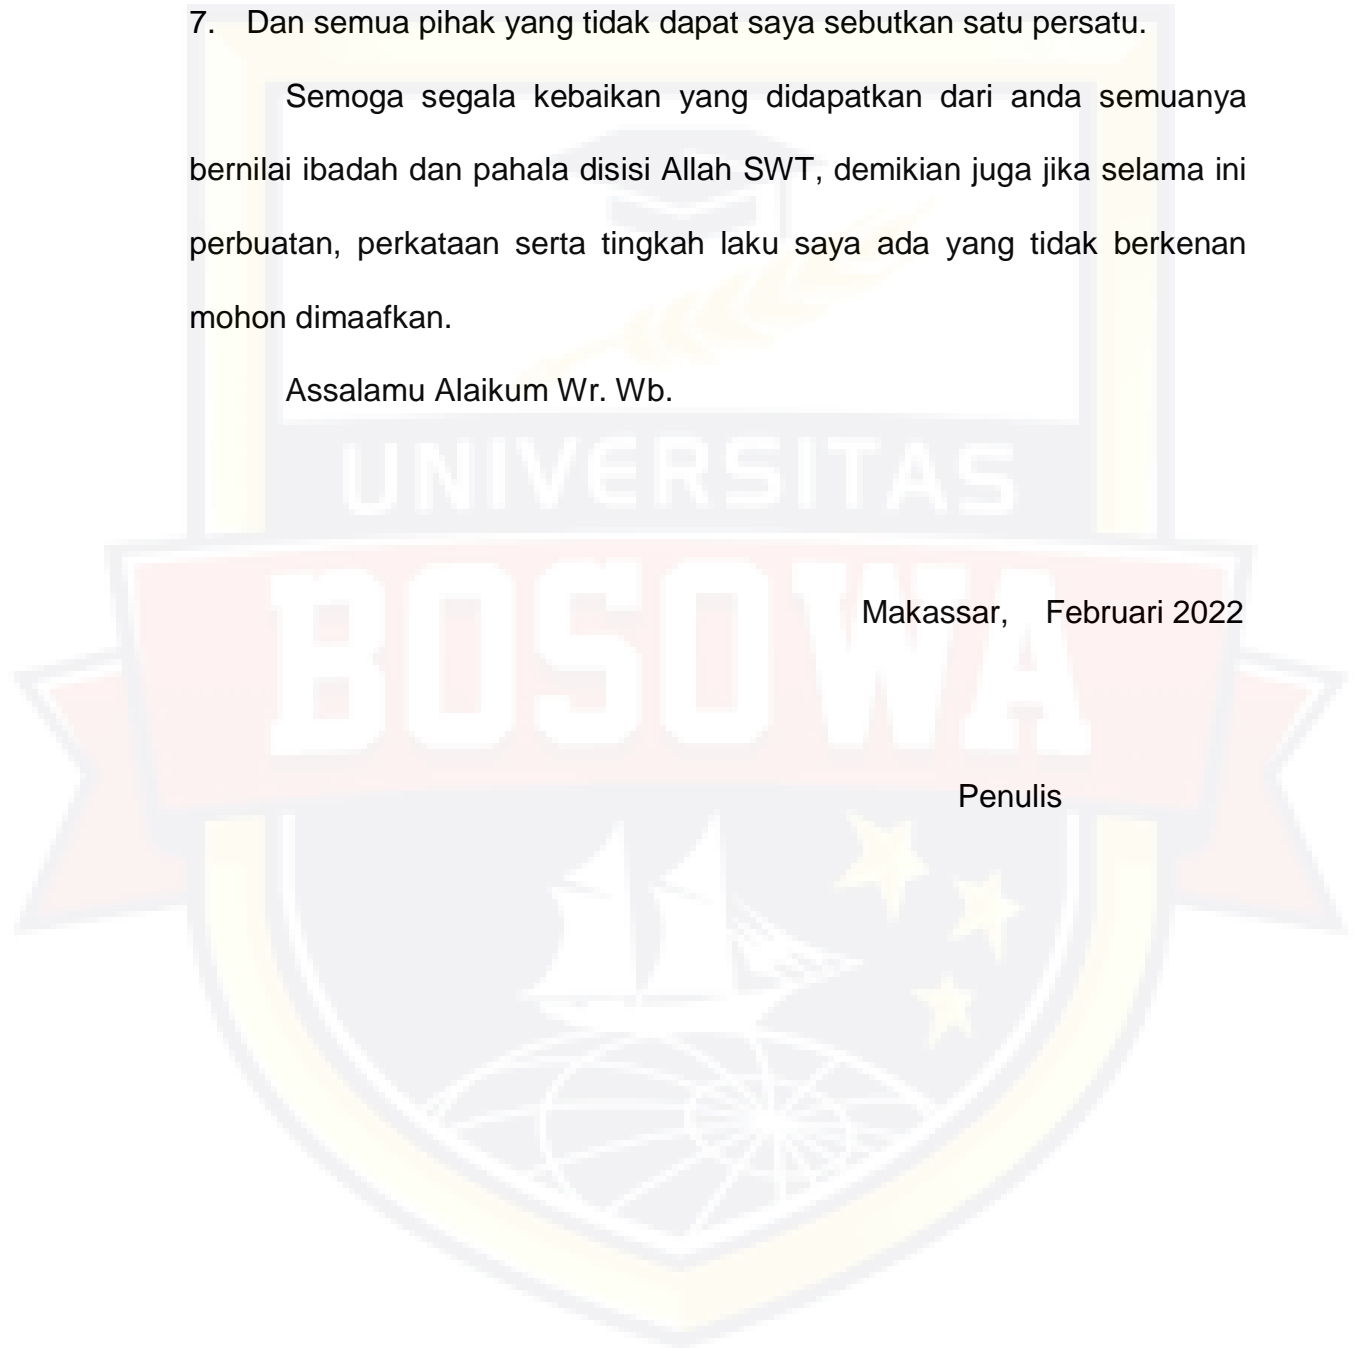 7. Dan semua pihak yang tidak dapat saya sebutkan satu persatu.
Semoga segala kebaikan yang didapatkan dari anda semuanya
bernilai ibadah dan pahala disisi Allah SWT, demikian juga jika selama ini
perbuatan, perkataan serta tingkah laku saya ada yang tidak berkenan
mohon dimaafkan.
Assalamu Alaikum Wr. Wb.
UNIVERSITAS
BOSOWA
Makassar, Februari 2022
Penulis